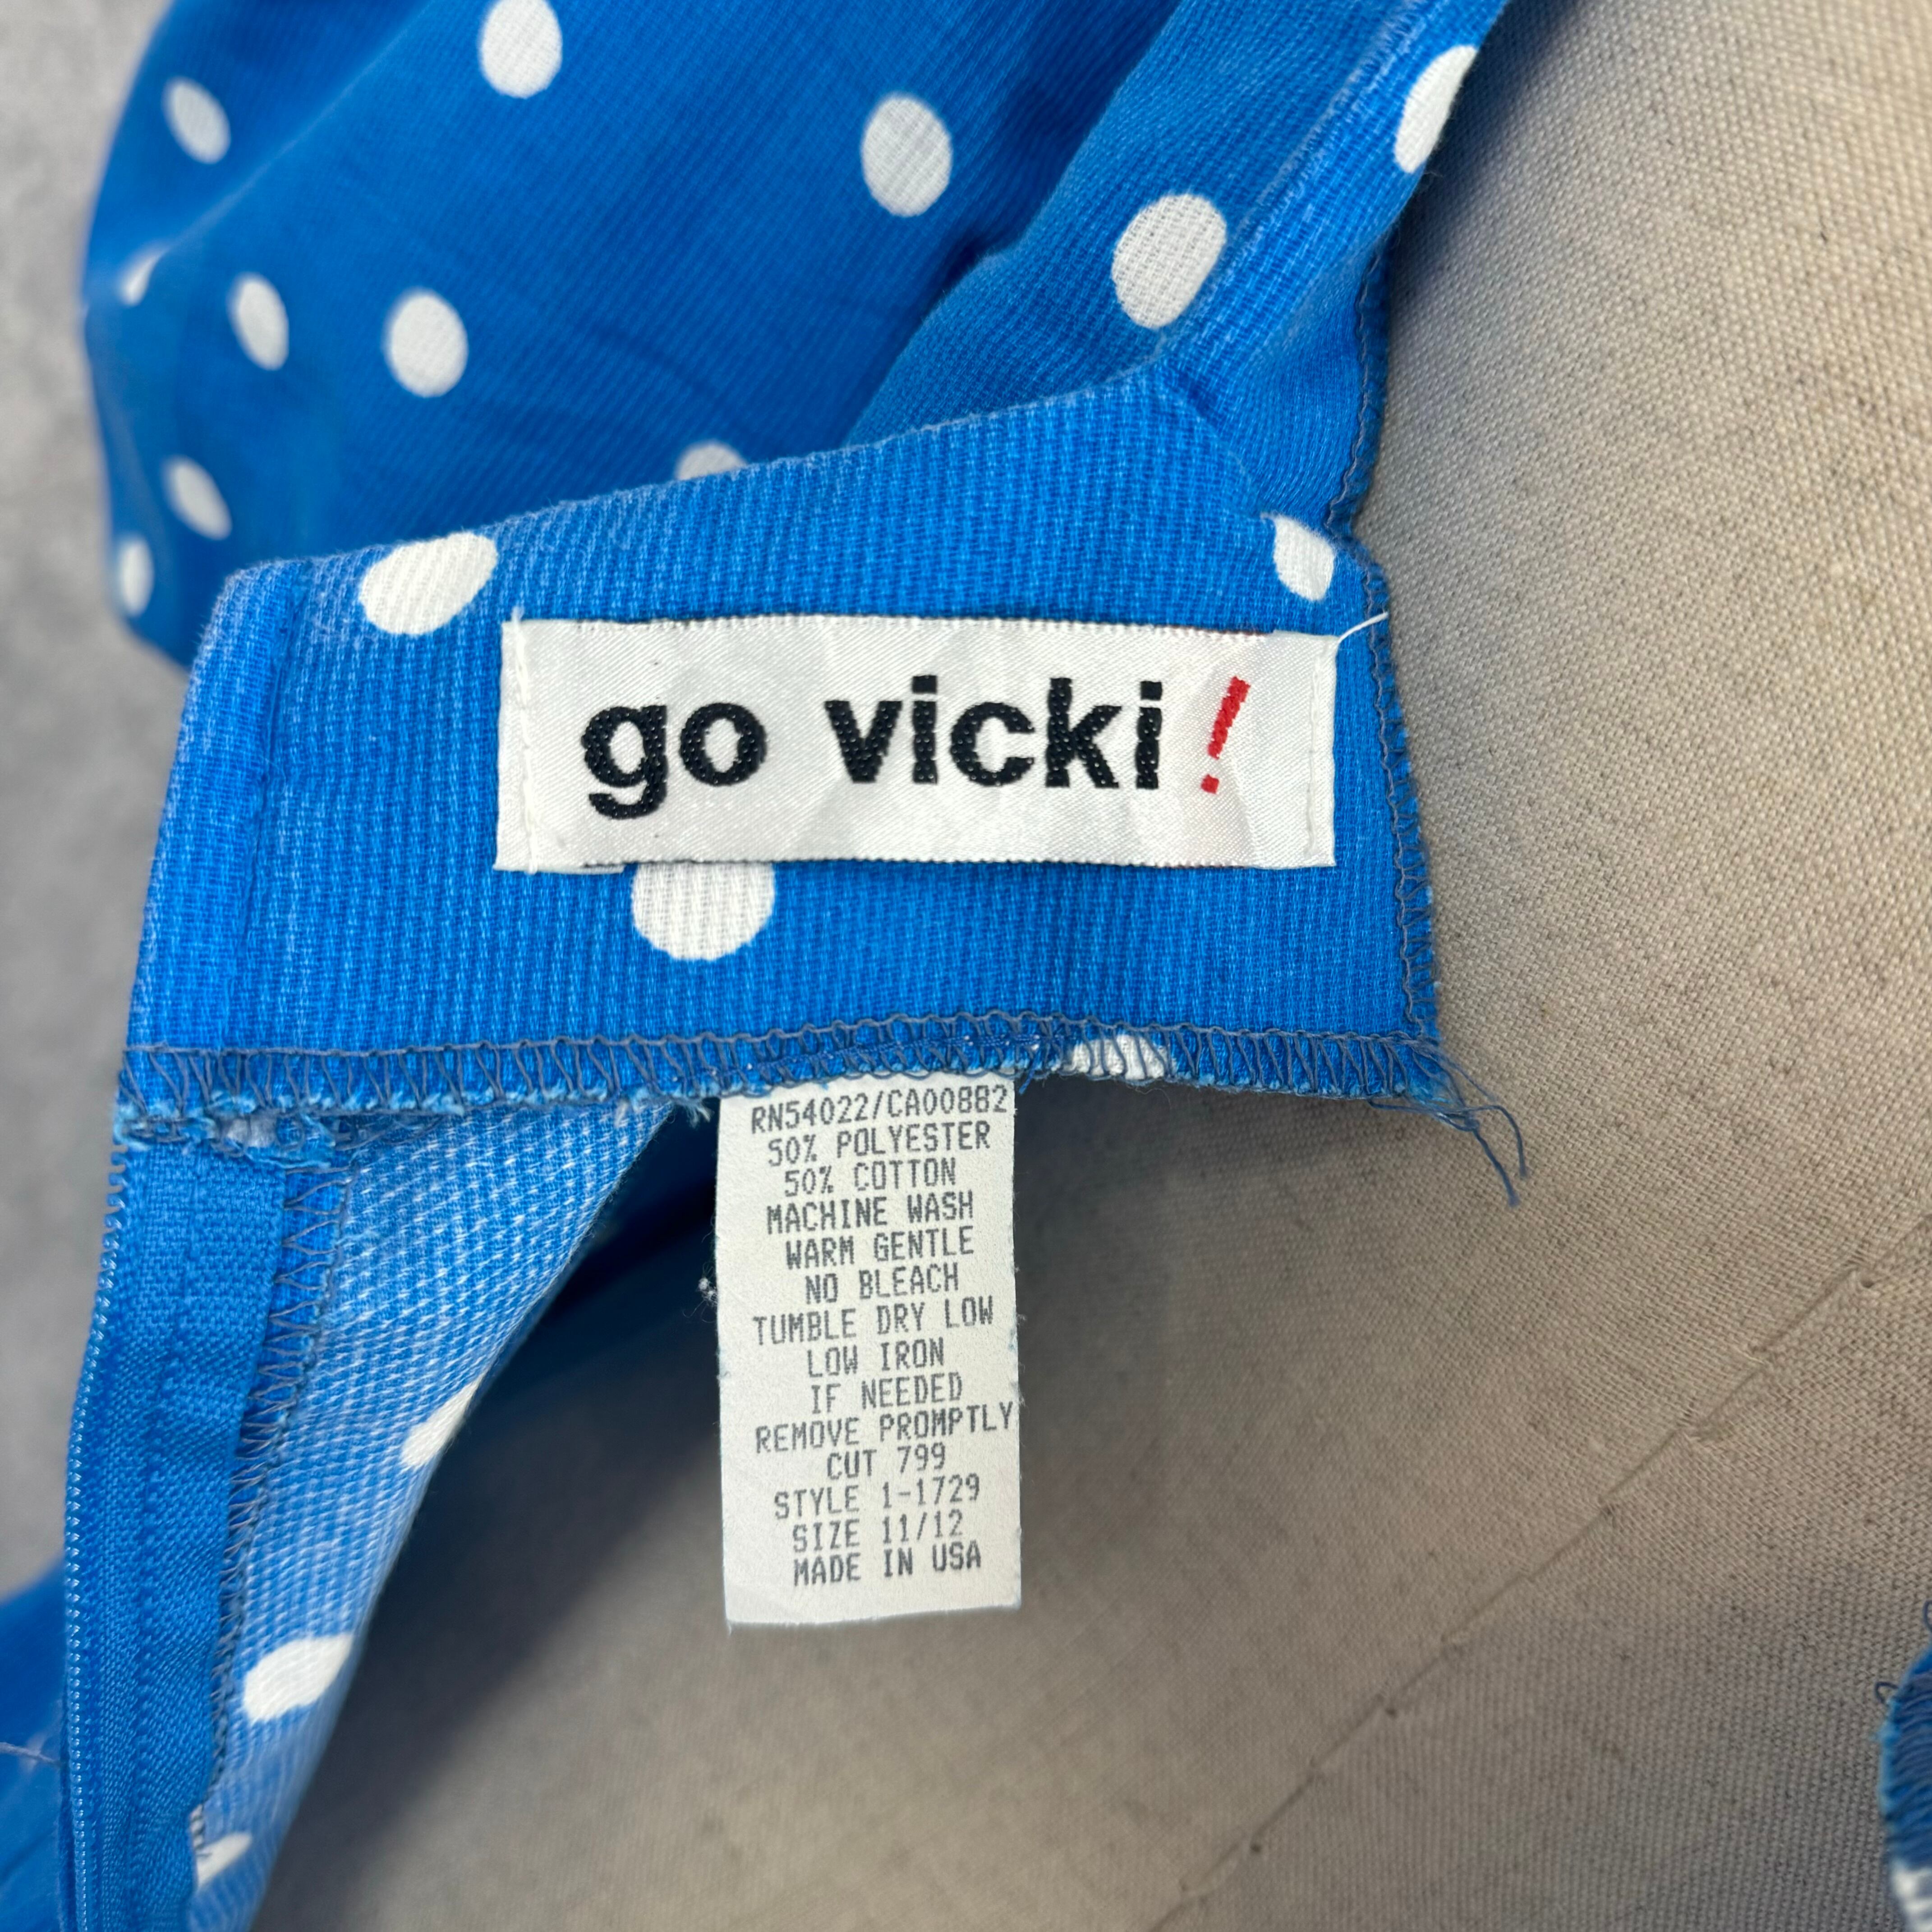 go vicki!
RN54022/CA00882
50% POLYESTER
50% COTTON
MACHINE WASH
WARM GENTLE
NO BLEACH
TUMBLE DRY LOW
LOW IRON
IF NEEDED
REMOVE PROMPTLY
CUT 799
STYLE 1-1729
SIZE 11/12
MADE IN USA